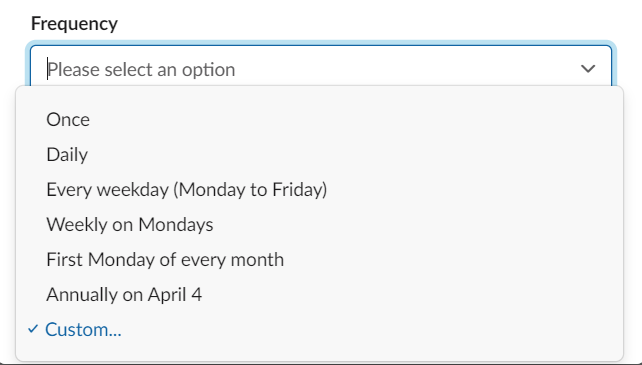 Frequency
Please select an option
Once
Daily
Every weekday (Monday to Friday)
Weekly on Mondays
First Monday of every month
Annually on April 4
Custom...